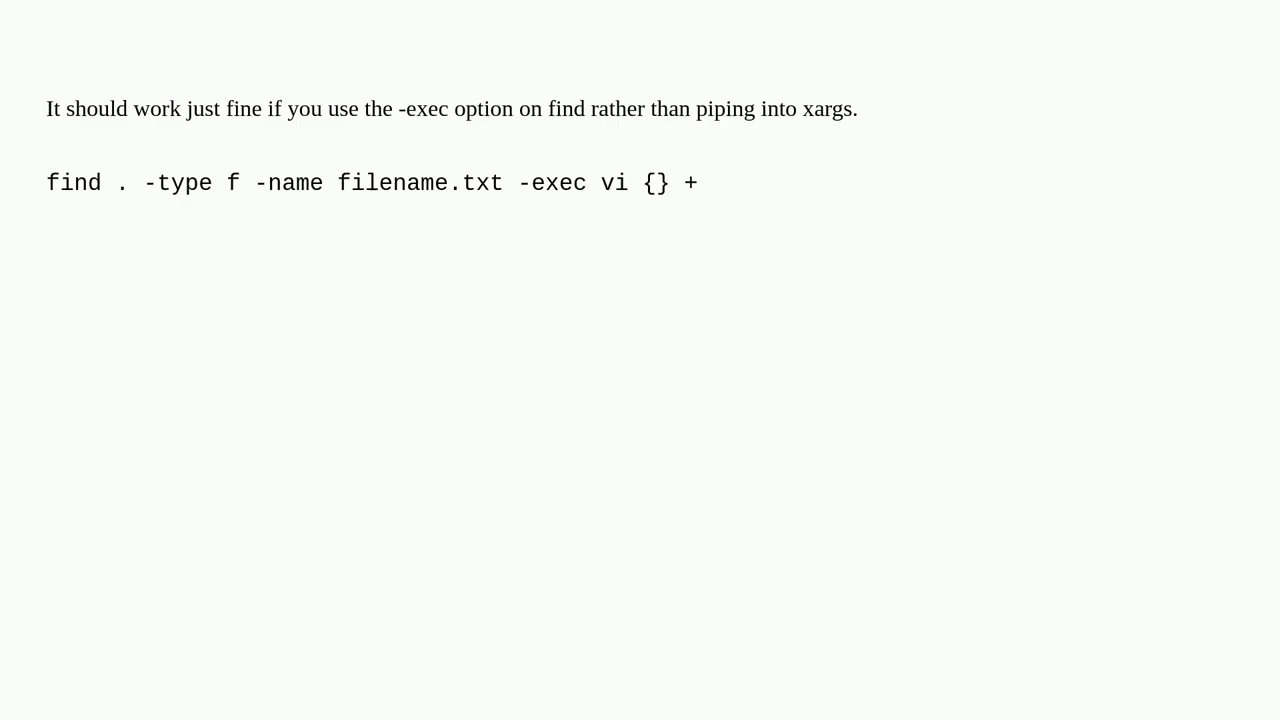 It should work just fine if you use the -exec option on find rather than piping into xargs.
find . -type f -name filename.txt -exec vi {} +